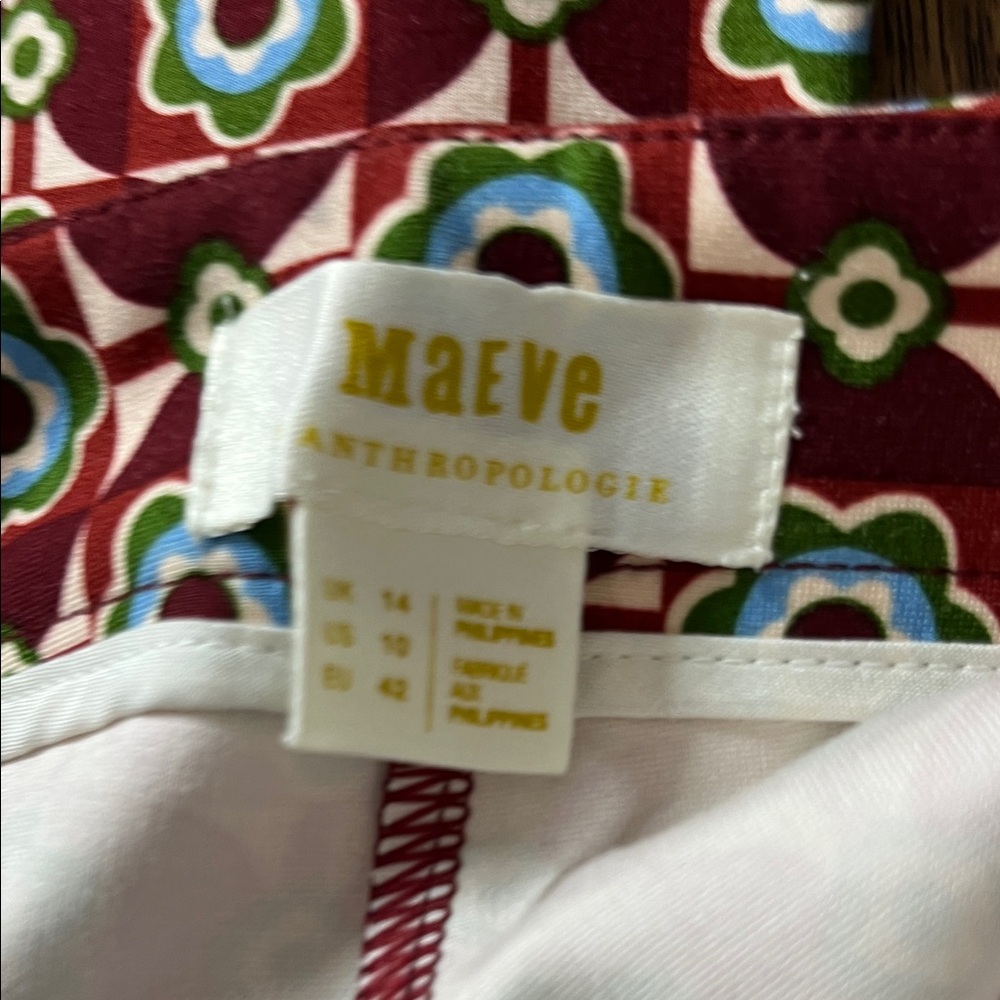 MaEVe
ANTHROPOLOGIE
UK 14
US 10
EU 42
MADE IN
PHILIPPINES
FABRIQUÉ
AUX
PHILIPPINES